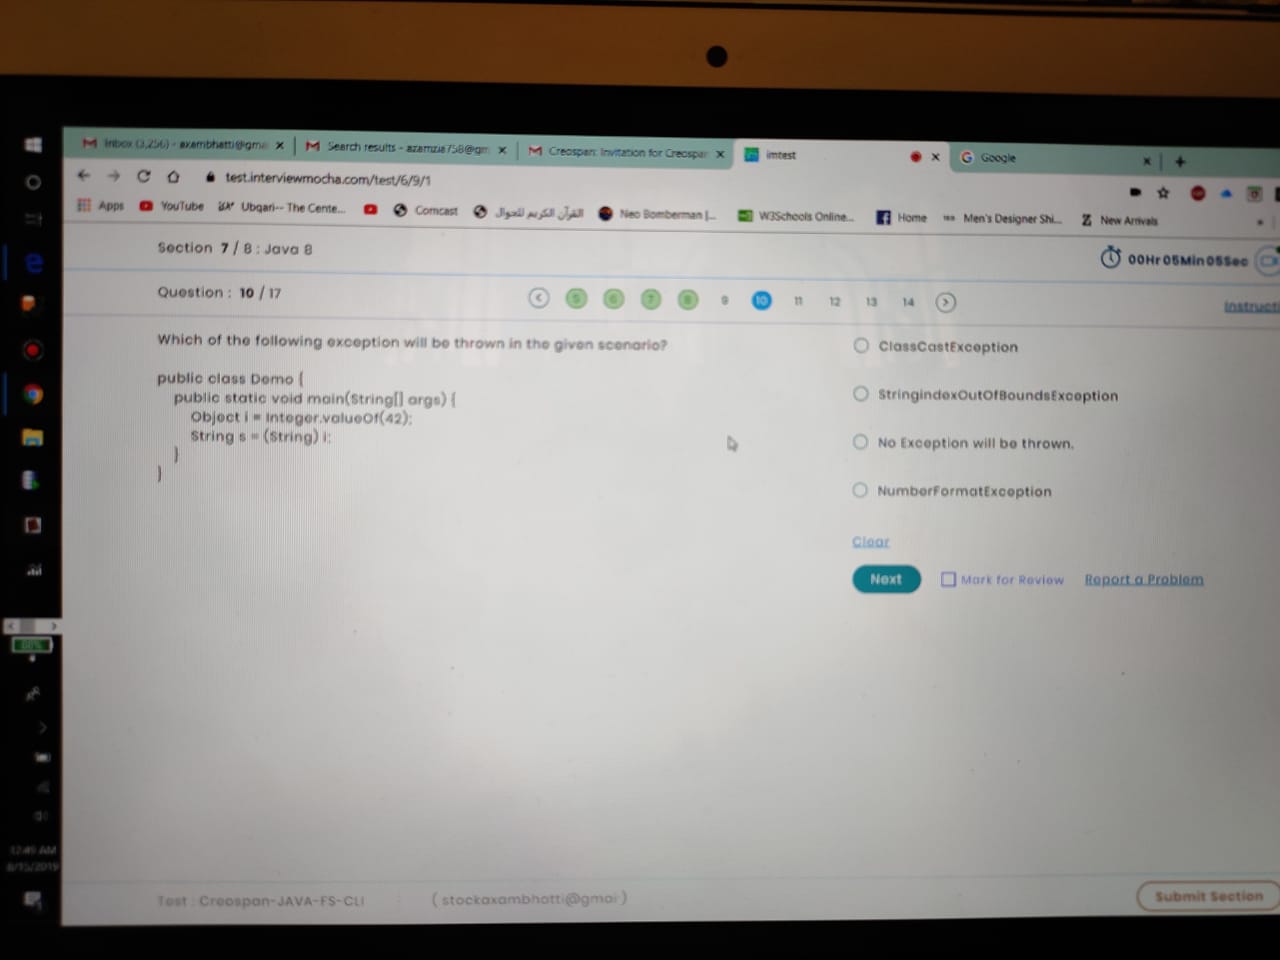 Inbox (3,256) - axambhatti@gma
Search results - azamzia758@gm
Creospan: Invitation for Creospan
imtest
Google
test.interviewmocha.com/test/6/9/1
Apps
YouTube
Ubqari-- The Cente...
Comcast
القرآن الكريم للجوال
Neo Bomberman |...
W3Schools Online...
Home
Men's Designer Shi...
Z New Arrivals
Section 7 / 8 : Java 8
00Hr 05Min 05Sec
Question : 10 / 17
5 6 7 8 9 10 11 12 13 14
Instructi
Which of the following exception will be thrown in the given scenario?
public class Demo {
public static void main(String[] args) {
Object i = Integer.valueOf(42);
String s = (String) i;
}
}
ClassCastException
StringindexOutOfBoundsException
No Exception will be thrown.
NumberFormatException
Clear
Next
Mark for Review
Report a Problem
12:45 AM
8/15/2019
Test : Creospan-JAVA-FS-CLI
( stockaxambhatti@gmai )
Submit Section